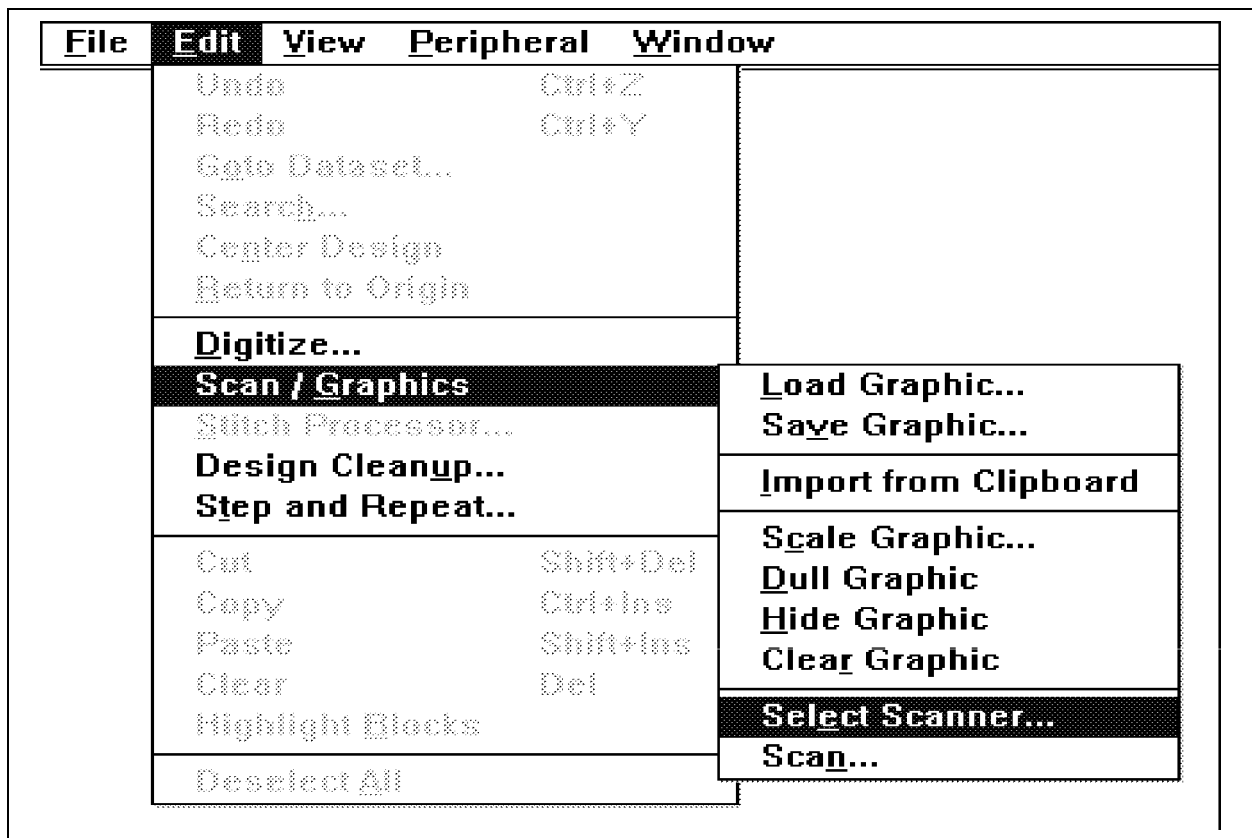 File Edit View Peripheral Window
Undo Ctrl+Z
Redo Ctrl+Y
Goto Dataset...
Search...
Center Design
Return to Origin
Digitize...
Scan / Graphics
Stitch Processor...
Design Cleanup...
Step and Repeat...
Cut Shift+Del
Copy Ctrl+Ins
Paste Shift+Ins
Clear Del
Highlight Blocks
Deselect All
Load Graphic...
Save Graphic...
Import from Clipboard
Scale Graphic...
Dull Graphic
Hide Graphic
Clear Graphic
Select Scanner...
Scan...